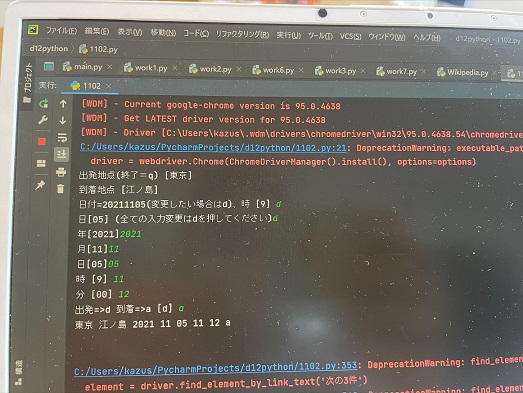 ファイル(F) 編集(E) 表示(V) 移動(N) コード(C) リファクタリング(R) 実行(U) ツール(T) VCS(S) ウィンドウ(W) ヘルプ(H) d12python - 1102.py
d12python 1102.py
main.py work1.py work2.py work6.py work3.py work7.py Wikipedia.py
プロジェクト
実行: 1102
[WDM] - Current google-chrome version is 95.0.4638
[WDM] - Get LATEST driver version for 95.0.4638
[WDM] - Driver [C:\Users\kazus\.wdm\drivers\chromedriver\win32\95.0.4638.54\chromedrive
C:/Users/kazus/PycharmProjects/d12python/1102.py:21: DeprecationWarning: executable_pat
driver = webdriver.Chrome(ChromeDriverManager().install(), options=options)
出発地点(終了=q) [東京]
到着地点 [江ノ島]
日付=20211105(変更したい場合はd)、時 [9] d
日[05] (全ての入力変更はdを押してください)d
年[2021]2021
月[11]11
日[05]05
時 [9] 11
分 [00] 12
出発=>d 到着=>a [d] a
東京 江ノ島 2021 11 05 11 12 a
C:/Users/kazus/PycharmProjects/d12python/1102.py:353: DeprecationWarning: find_element
element = driver.find_element_by_link_text('次の3件')
構造